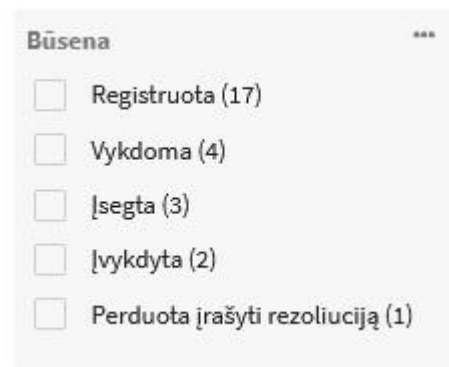 Būsena
Registruota (17)
Vykdoma (4)
Įsegta (3)
Įvykdyta (2)
Perduota įrašyti rezoliuciją (1)